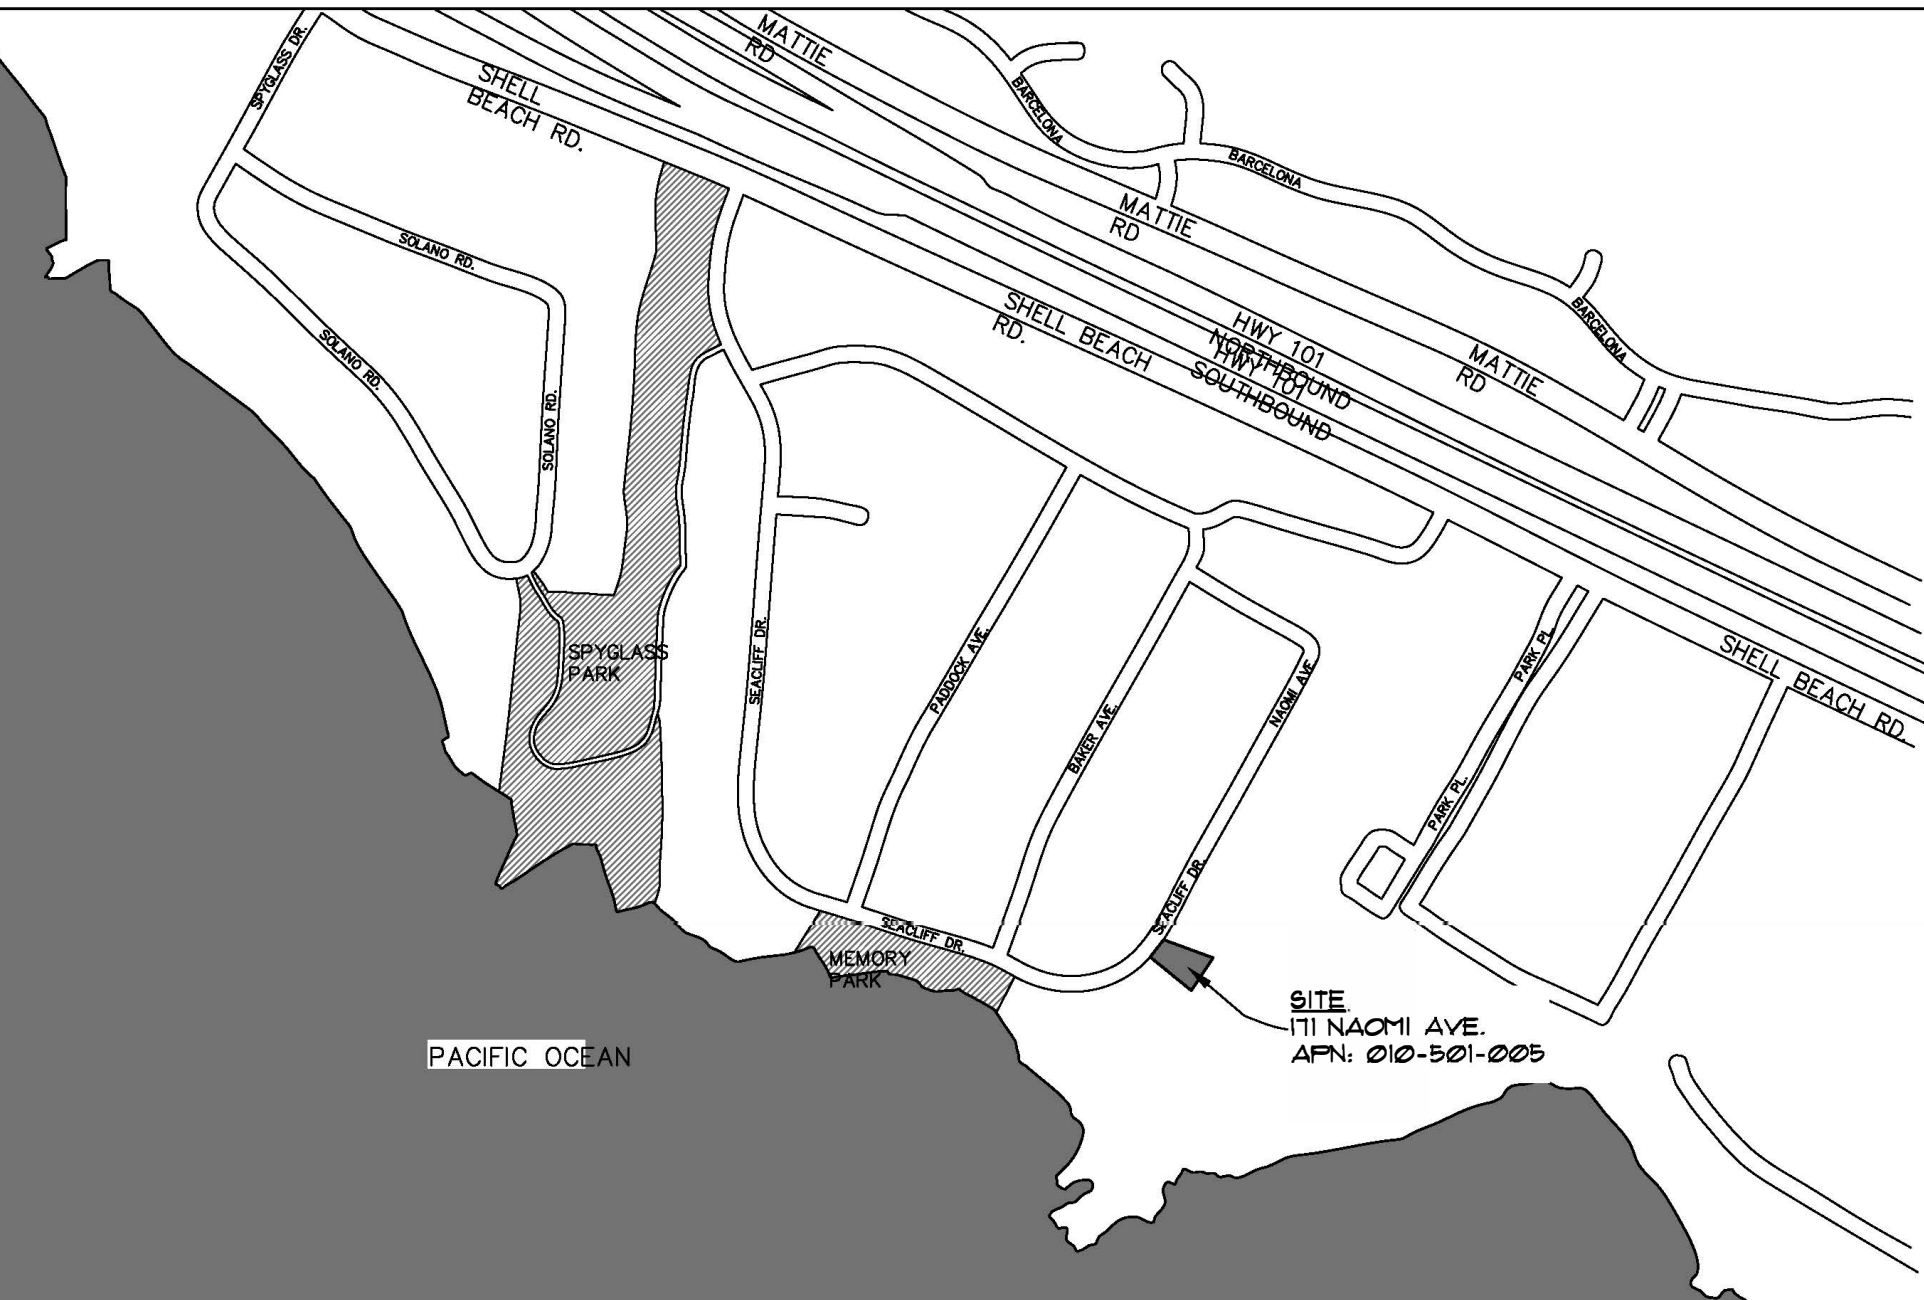 SPYGLASS DR.
SHELL
BEACH RD.
MATTIE
RD
BARCELONA
BARCELONA
MATTIE
RD
SOLANO RD.
SOLANO RD.
SOLANO RD.
SHELL BEACH
RD.
HWY 101
NORTHBOUND
HWY 101
SOUTHBOUND
BARCELONA
MATTIE
RD
SPYGLASS
PARK
SEACLIFF DR.
PADDOCK AVE.
BAKER AVE.
NAOMI AVE.
PARK PL.
PARK PL.
SHELL BEACH RD.
SEACLIFF DR.
SEACLIFF DR.
MEMORY
PARK
SITE
171 NAOMI AVE.
APN: 010-501-005
PACIFIC OCEAN